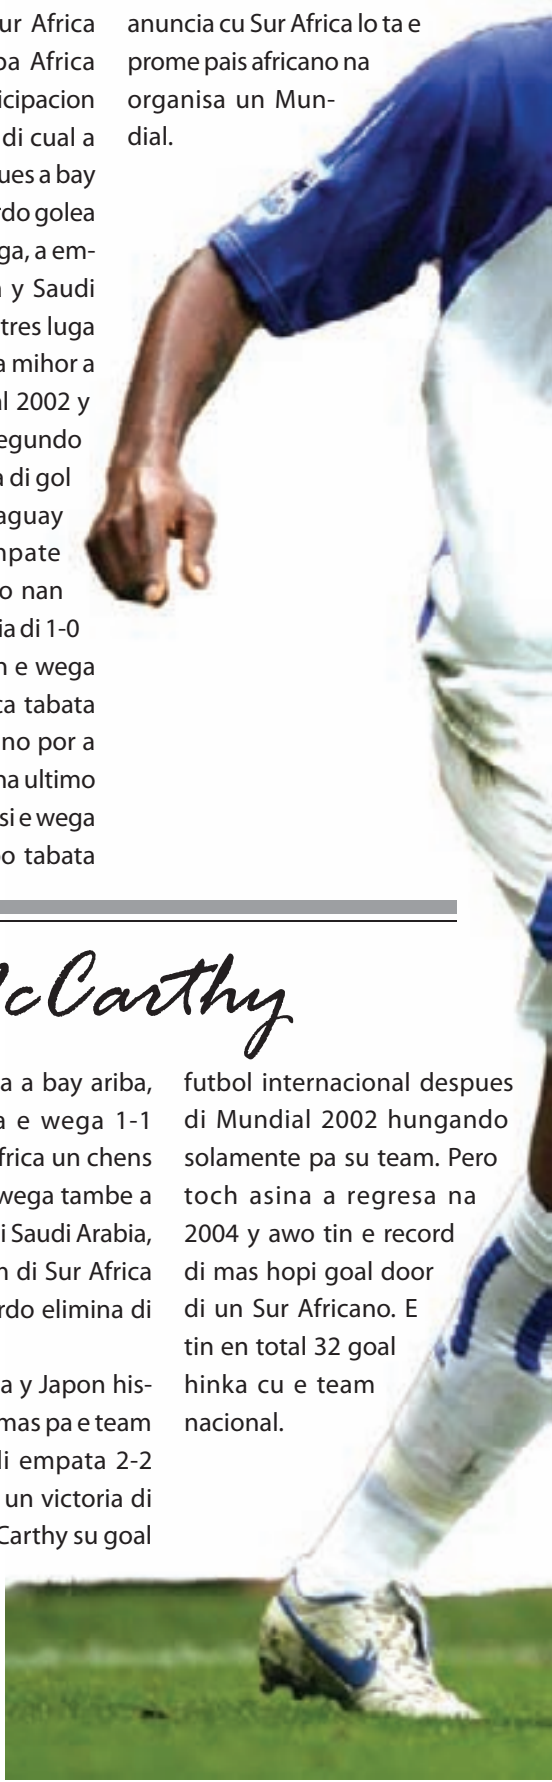 ur Africa
pa Africa
icipacion
di cual a
ues a bay
rdo golea
ga, a em-
y Saudi
tres luga
a mihor a
al 2002 y
egundo
a di gol
aguay
npate
o nan
ia di 1-0
n e wega
ta tabata
no por a
na ultimo
si e wega
o tabata
anuncia cu Sur Africa lo ta e
prome pais africano na
organisa un Mun-
dial.
cCarthy
a a bay ariba,
a e wega 1-1
frica un chens
wega tambe a
i Saudi Arabia,
n di Sur Africa
rdo elimina di
a y Japon his-
mas pa e team
di empata 2-2
un victoria di
Carthy su goal
futbol internacional despues
di Mundial 2002 hungando
solamente pa su team. Pero
toch asina a regresa na
2004 y awo tin e record
di mas hopi goal door
di un Sur Africano. E
tin en total 32 goal
hinka cu e team
nacional.